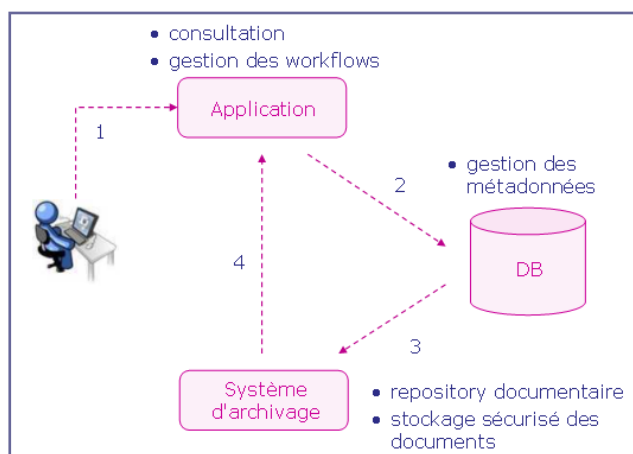 • consultation
• gestion des workflows
Application
1
2
• gestion des
métadonnées
DB
4
3
Système
d'archivage
• repository documentaire
• stockage sécurisé des
documents